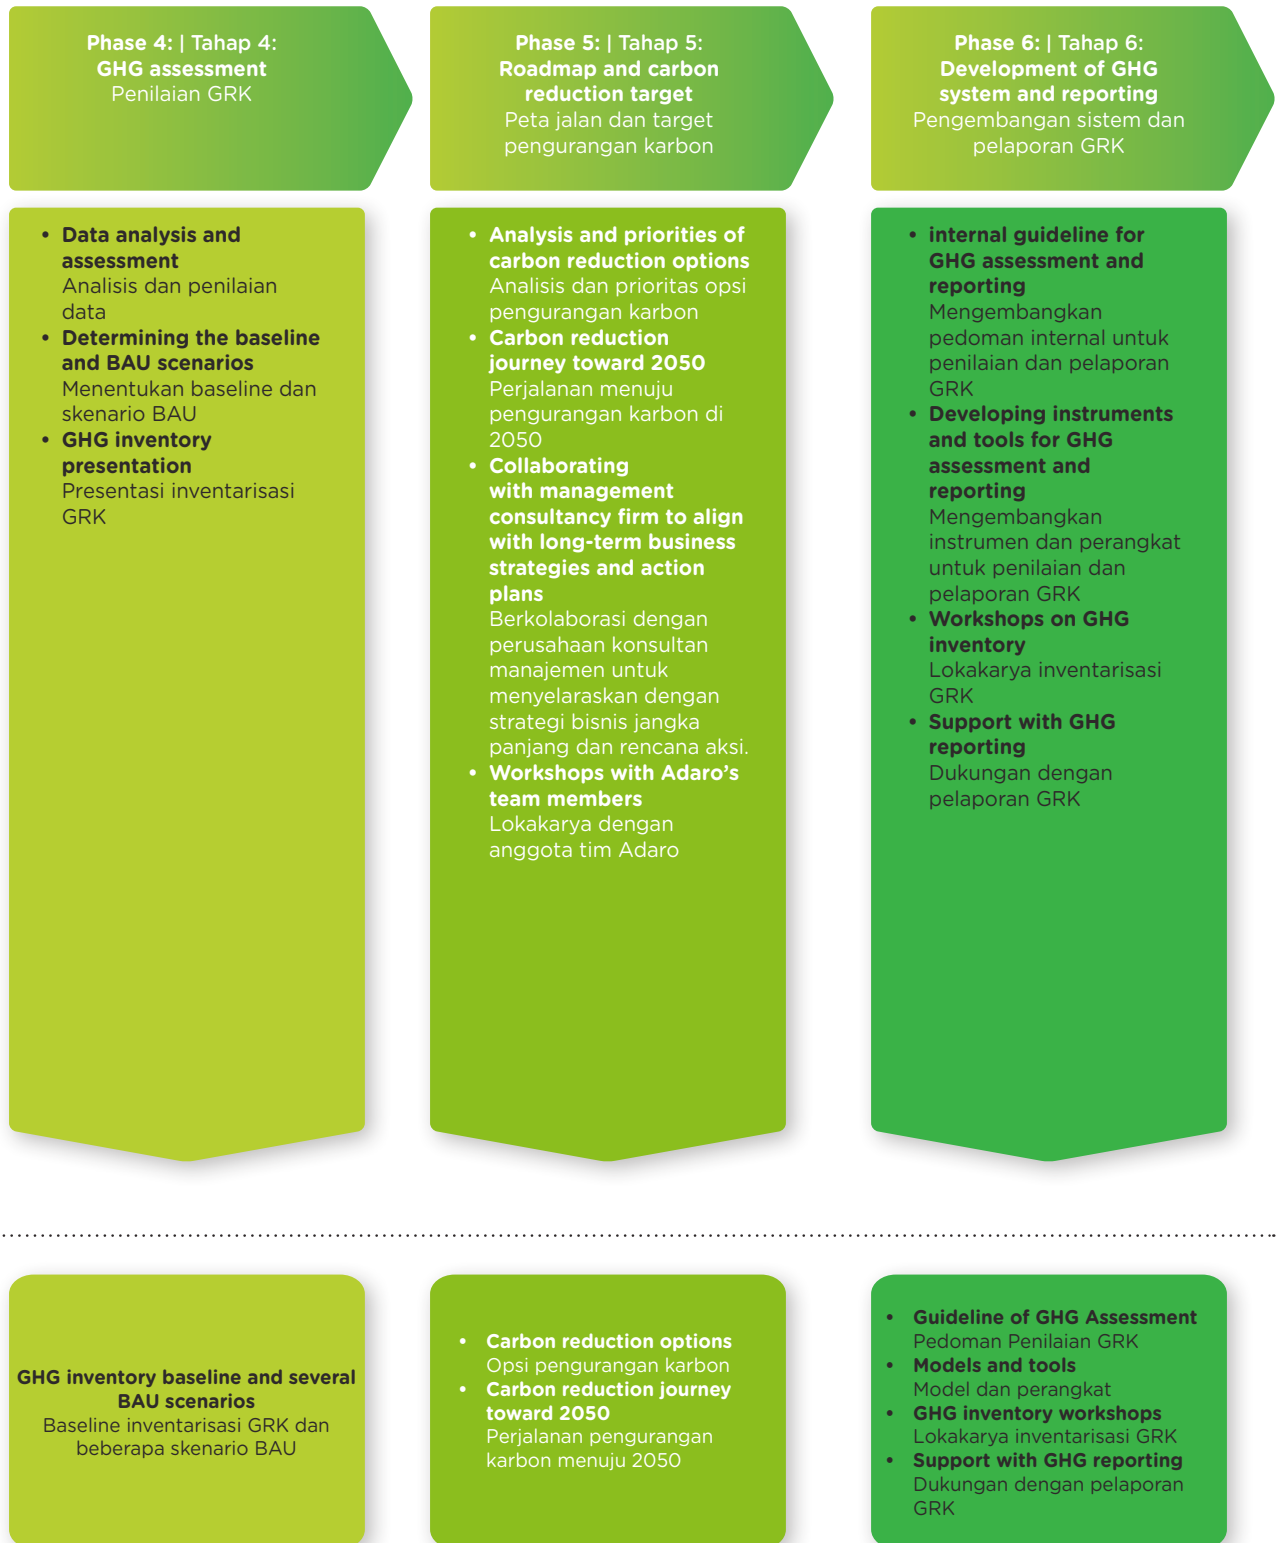 Phase 4: | Tahap 4:
GHG assessment
Penilaian GRK
Phase 5: | Tahap 5:
Roadmap and carbon
reduction target
Peta jalan dan target
pengurangan karbon
Phase 6: | Tahap 6:
Development of GHG
system and reporting
Pengembangan sistem dan
pelaporan GRK
• Data analysis and
assessment
Analisis dan penilaian
data
• Determining the baseline
and BAU scenarios
Menentukan baseline dan
skenario BAU
• GHG inventory
presentation
Presentasi inventarisasi
GRK
• Analysis and priorities of
carbon reduction options
Analisis dan prioritas opsi
pengurangan karbon
• Carbon reduction
journey toward 2050
Perjalanan menuju
pengurangan karbon di
2050
• Collaborating
with management
consultancy firm to align
with long-term business
strategies and action
plans
Berkolaborasi dengan
perusahaan konsultan
manajemen untuk
menyelaraskan dengan
strategi bisnis jangka
panjang dan rencana aksi.
• Workshops with Adaro’s
team members
Lokakarya dengan
anggota tim Adaro
• internal guideline for
GHG assessment and
reporting
Mengembangkan
pedoman internal untuk
penilaian dan pelaporan
GRK
• Developing instruments
and tools for GHG
assessment and
reporting
Mengembangkan
instrumen dan perangkat
untuk penilaian dan
pelaporan GRK
• Workshops on GHG
inventory
Lokakarya inventarisasi
GRK
• Support with GHG
reporting
Dukungan dengan
pelaporan GRK
GHG inventory baseline and several
BAU scenarios
Baseline inventarisasi GRK dan
beberapa skenario BAU
• Carbon reduction options
Opsi pengurangan karbon
• Carbon reduction journey
toward 2050
Perjalanan pengurangan
karbon menuju 2050
• Guideline of GHG Assessment
Pedoman Penilaian GRK
• Models and tools
Model dan perangkat
• GHG inventory workshops
Lokakarya inventarisasi GRK
• Support with GHG reporting
Dukungan dengan pelaporan
GRK